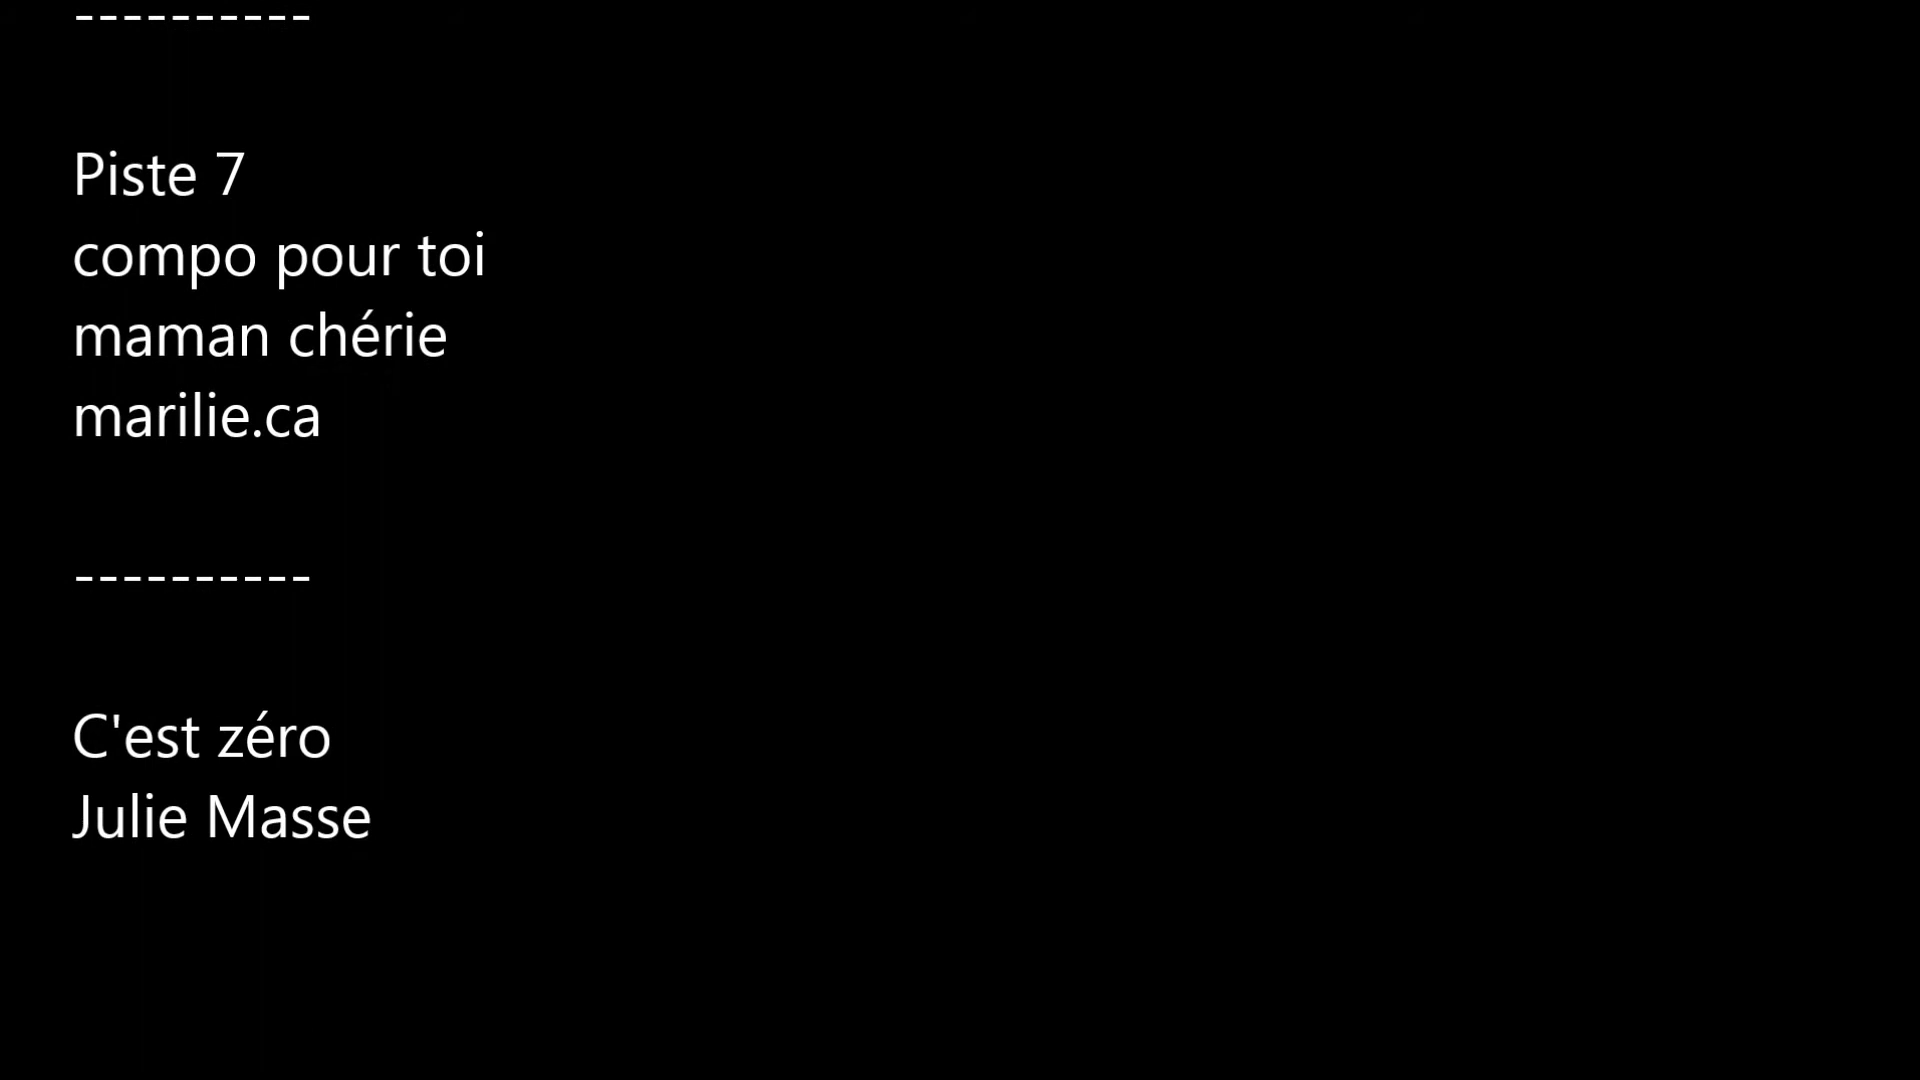 ----------
Piste 7
compo pour toi
maman chérie
marilie.ca
----------
C'est zéro
Julie Masse